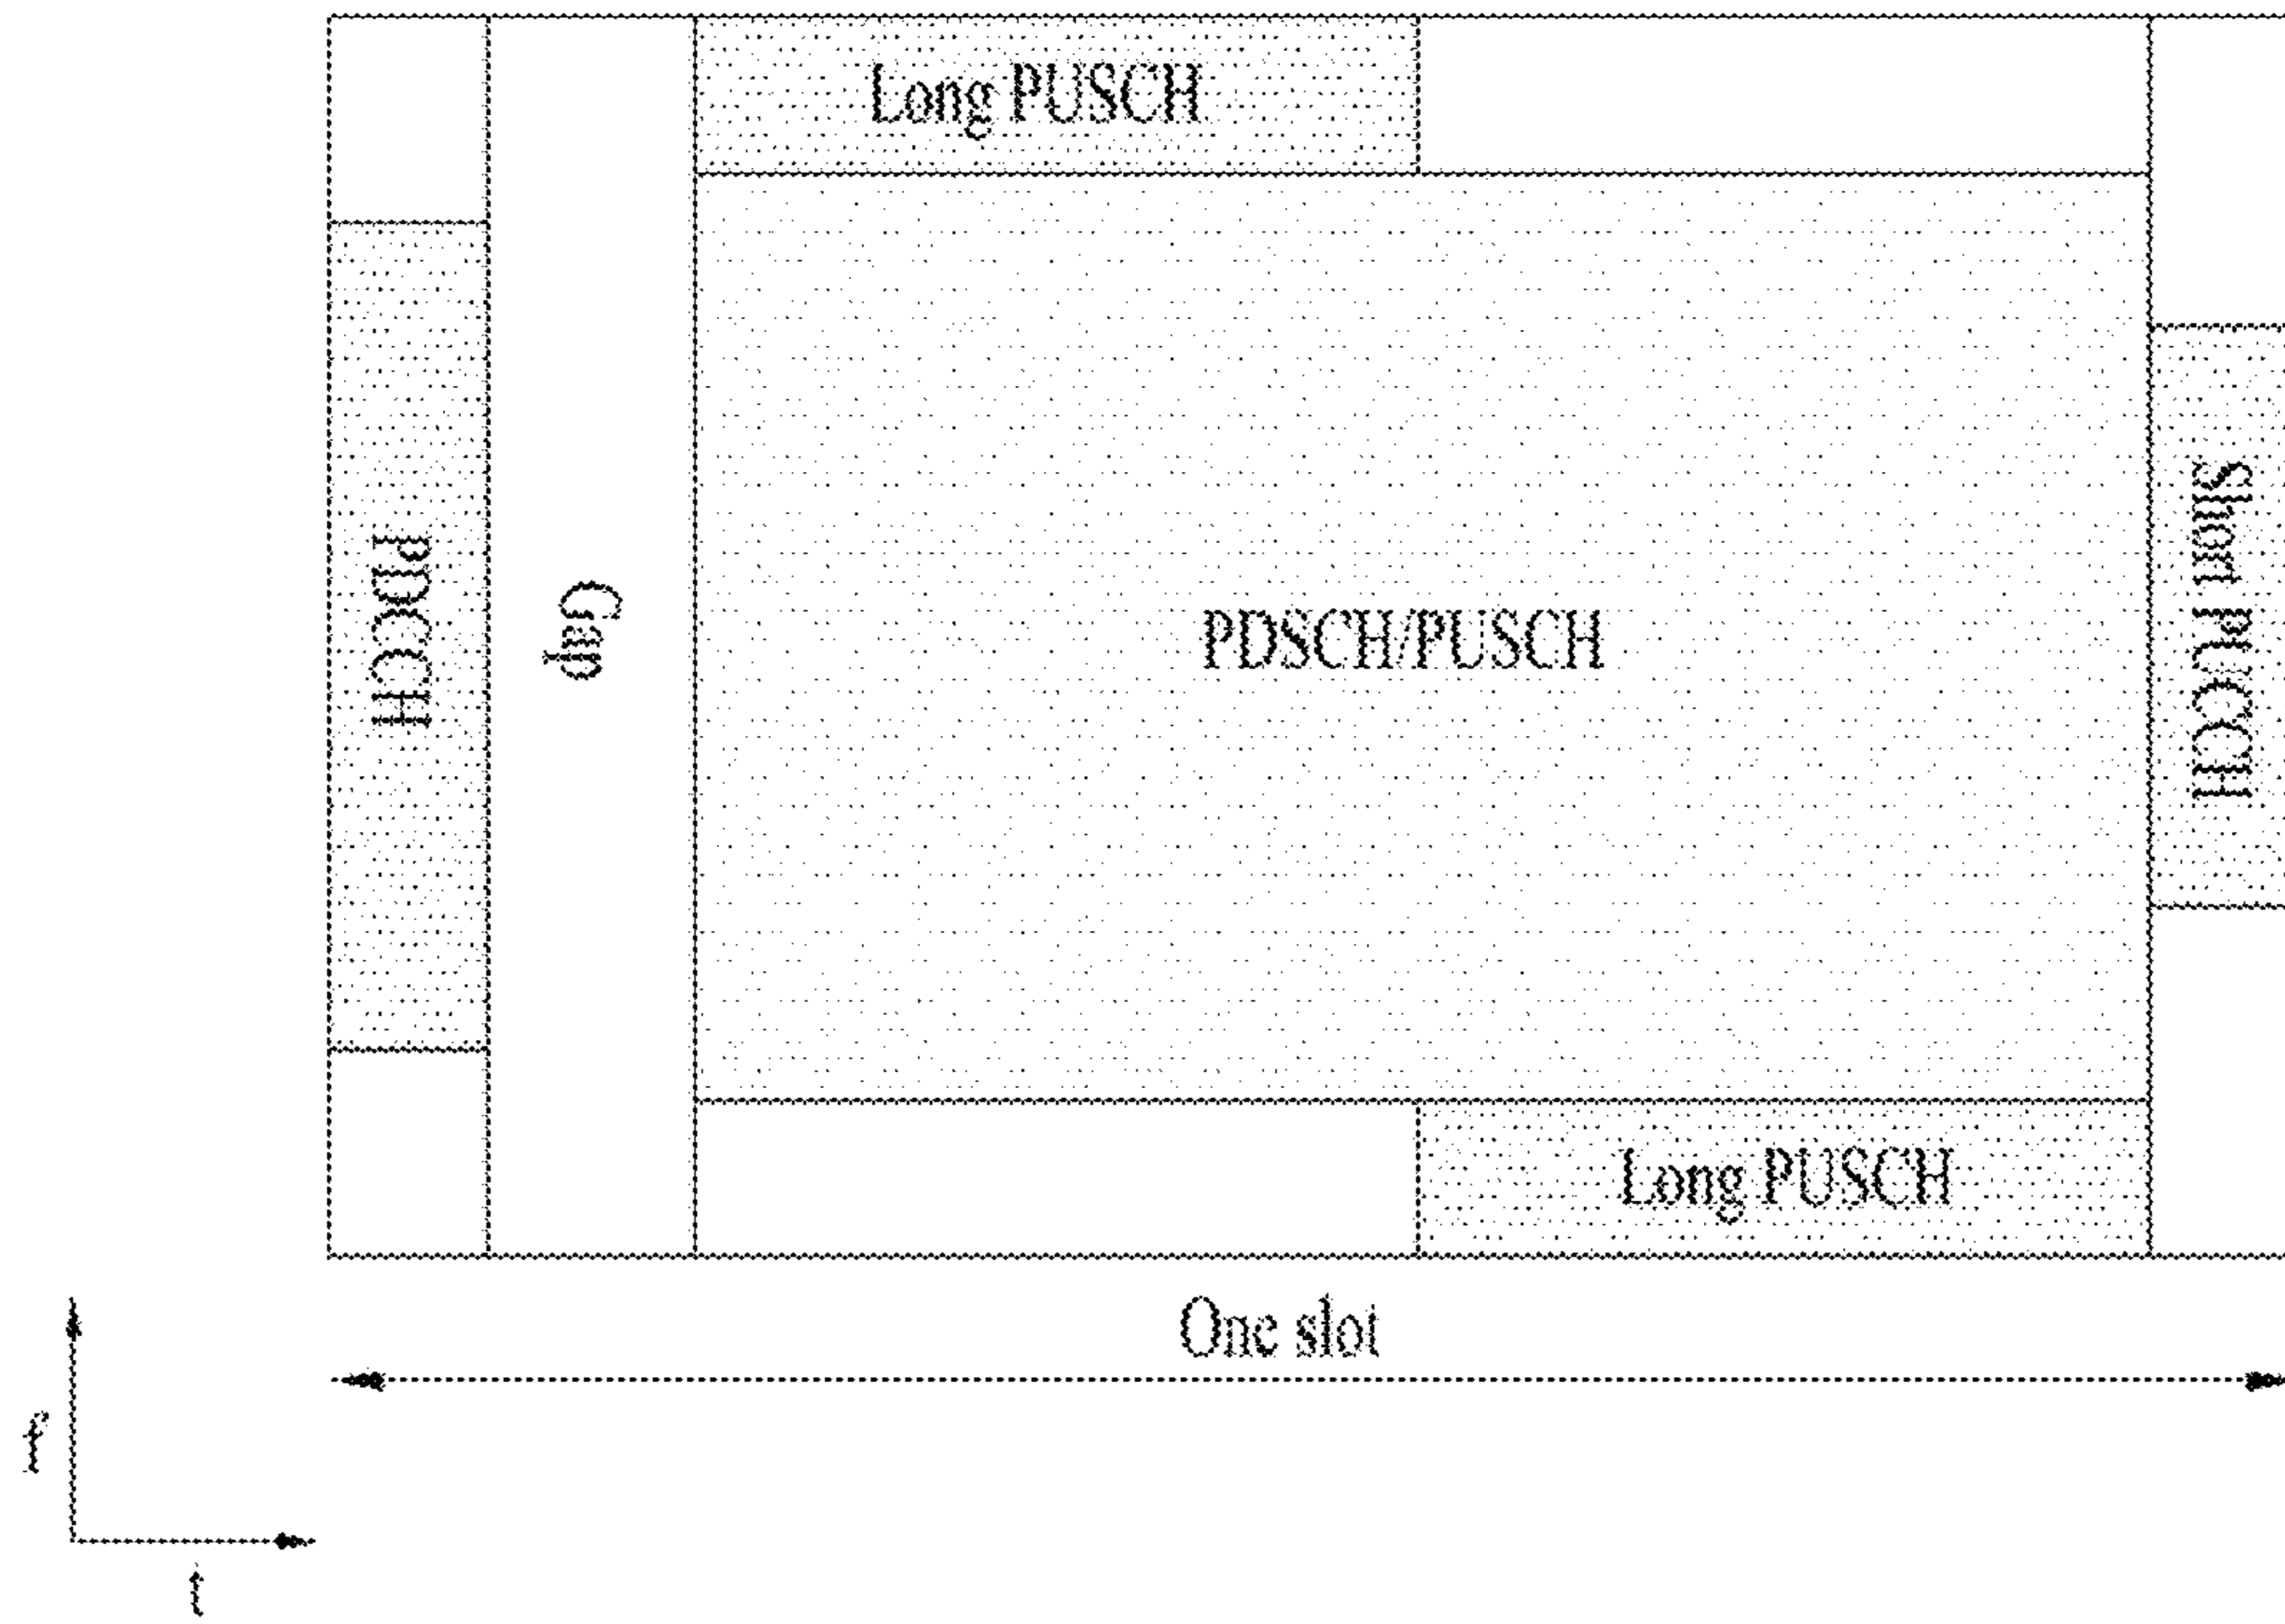 Long PUSCH
PDCCH
Gap
PDSCH/PUSCH
Short PUCCH
Long PUSCH
One slot
f
t